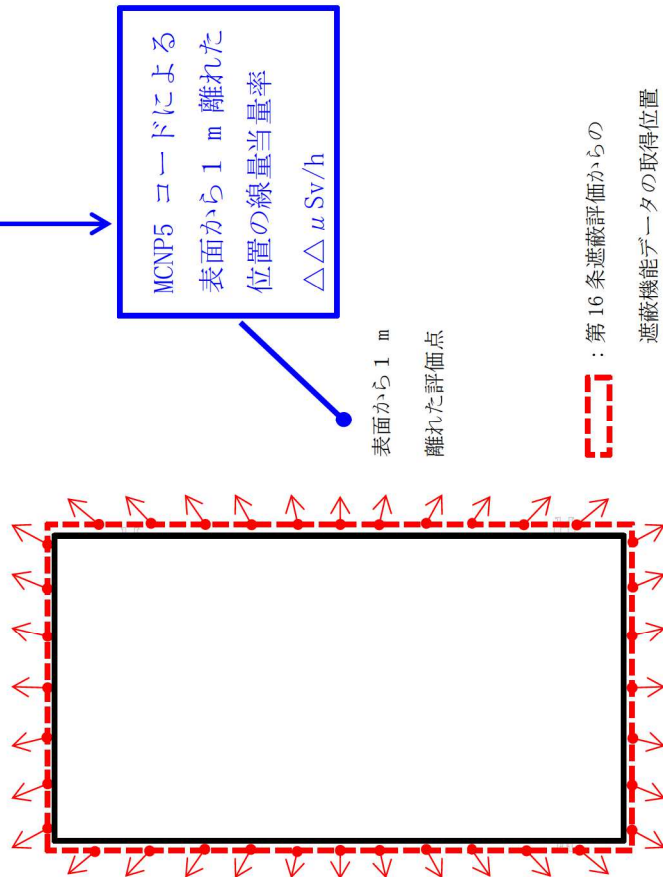 MCNP5 コードによる
表面から1 m 離れた
位置の線量当量率
△△μSv/h
表面から1 m
離れた評価点
：第 16 条遮蔽評価からの
遮蔽機能データの取得位置